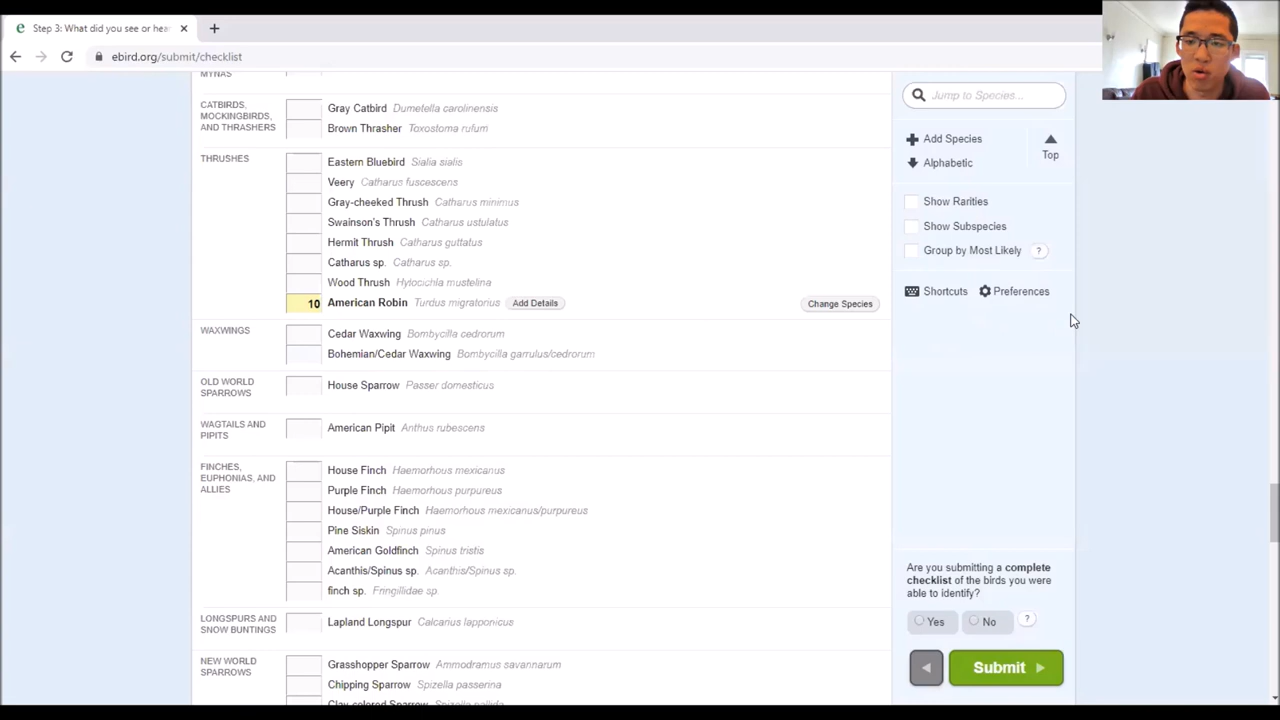 Step 3: What did you see or hea
ebird.org/submit/checklist
MYNAS
CATBIRDS, MOCKINGBIRDS, AND THRASHERS
Gray Catbird Dumetella carolinensis
Brown Thrasher Toxostoma rufum
THRUSHES
Eastern Bluebird Sialia sialis
Veery Catharus fuscescens
Gray-cheeked Thrush Catharus minimus
Swainson's Thrush Catharus ustulatus
Hermit Thrush Catharus guttatus
Catharus sp. Catharus sp.
Wood Thrush Hylocichla mustelina
10 American Robin Turdus migratorius Add Details Change Species
WAXWINGS
Cedar Waxwing Bombycilla cedrorum
Bohemian/Cedar Waxwing Bombycilla garrulus/cedrorum
OLD WORLD SPARROWS
House Sparrow Passer domesticus
WAGTAILS AND PIPITS
American Pipit Anthus rubescens
FINCHES, EUPHONIAS, AND ALLIES
House Finch Haemorhous mexicanus
Purple Finch Haemorhous purpureus
House/Purple Finch Haemorhous mexicanus/purpureus
Pine Siskin Spinus pinus
American Goldfinch Spinus tristis
Acanthis/Spinus sp. Acanthis/Spinus sp.
finch sp. Fringillidae sp.
LONGSPURS AND SNOW BUNTINGS
Lapland Longspur Calcarius lapponicus
NEW WORLD SPARROWS
Grasshopper Sparrow Ammodramus savannarum
Chipping Sparrow Spizella passerina
Clay-colored Sparrow Spizella pallida
Jump to Species...
Add Species
Alphabetic
Top
Show Rarities
Show Subspecies
Group by Most Likely ?
Shortcuts Preferences
Are you submitting a complete
checklist of the birds you were
able to identify?
Yes No ?
Submit